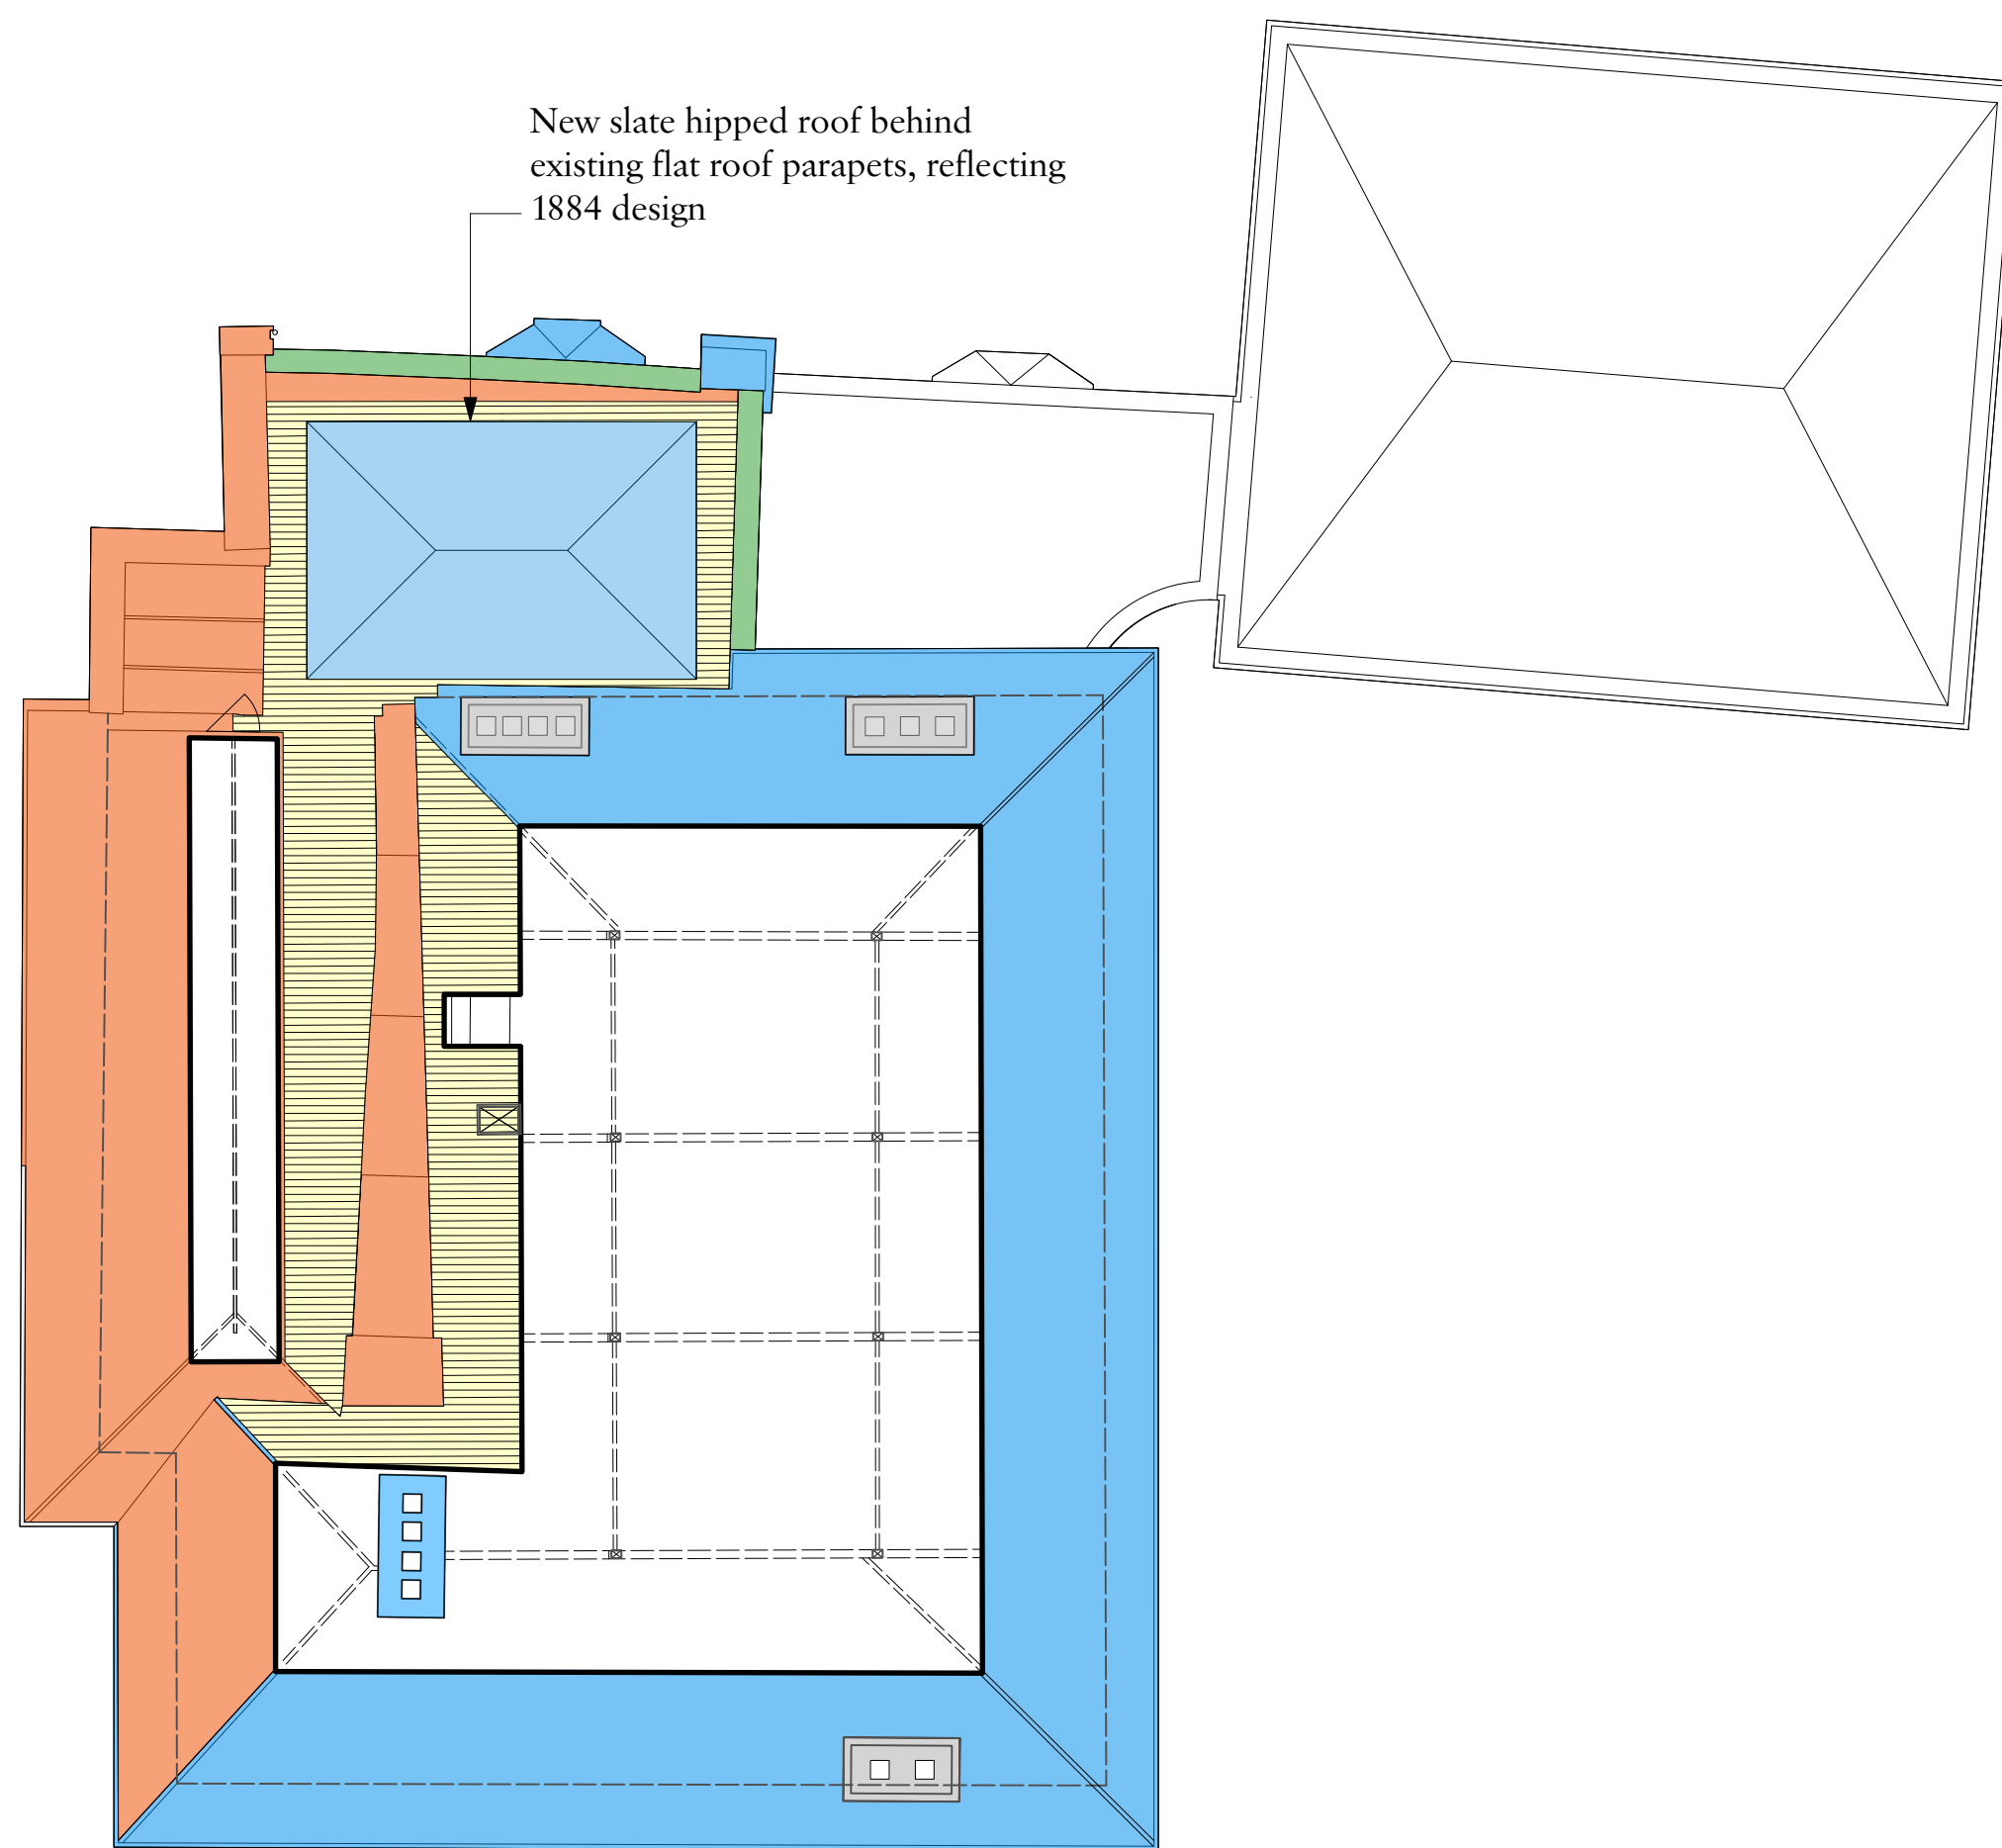 New slate hipped roof behind
existing flat roof parapets, reflecting
1884 design